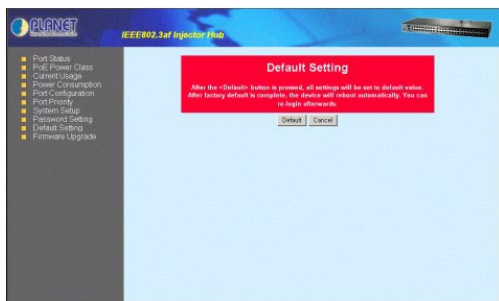 PLANET
IEEE802.3af Injector Hub
Port Status
PoE Power Class
Current Usage
Power Consumption
Port Configuration
Port Priority
System Setup
Password Setting
Default Setting
Firmware Upgrade
Default Setting
After the <Default> button is pressed, all settings will be set to default value.
After factory default is complete, the device will reboot automatically. You can
re-login afterwards.
Default Cancel